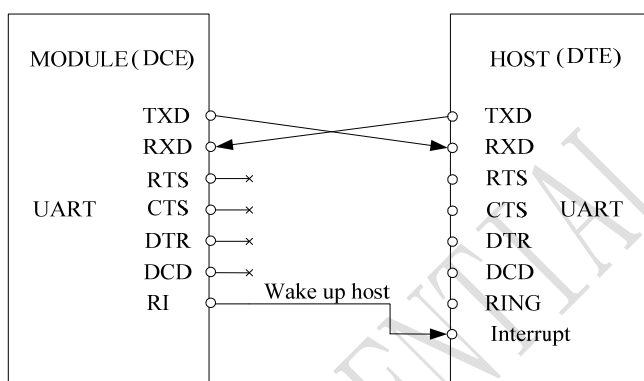 MODULE(DCE)
HOST (DTE)
TXD
TXD
RXD
RXD
RTS
RTS
UART
CTS
CTS
UART
DTR
DTR
DCD
DCD
Wake up host
RI
RING
Interrupt